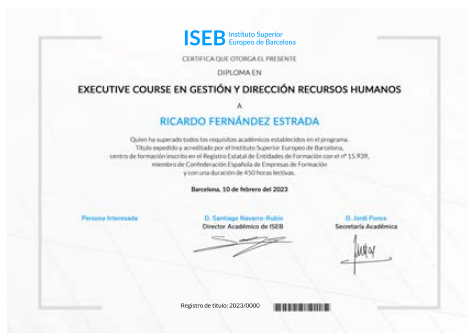 ISEB Instituto Superior
Europeo de Barcelona
CERTIFICA QUE OTORGA EL PRESENTE
DIPLOMA EN
EXECUTIVE COURSE EN GESTIÓN Y DIRECCIÓN RECURSOS HUMANOS
A
RICARDO FERNÁNDEZ ESTRADA
Quien ha superado todos los requisitos académicos establecidos en el programa.
Título expedido y acreditado por el Instituto Superior Europeo de Barcelona,
centro de formación inscrito en el Registro Estatal de Entidades de Formación con el nº 15.939,
miembro de Confederación Española de Empresas de Formación
y con una duración de 450 horas lectivas.
Barcelona, 10 de febrero del 2023
Persona Interesada
D. Santiago Navarro-Rubio
Director Académico de ISEB
D. Jordi Ponce
Secretaría Académica
Registro de título: 2023/0000